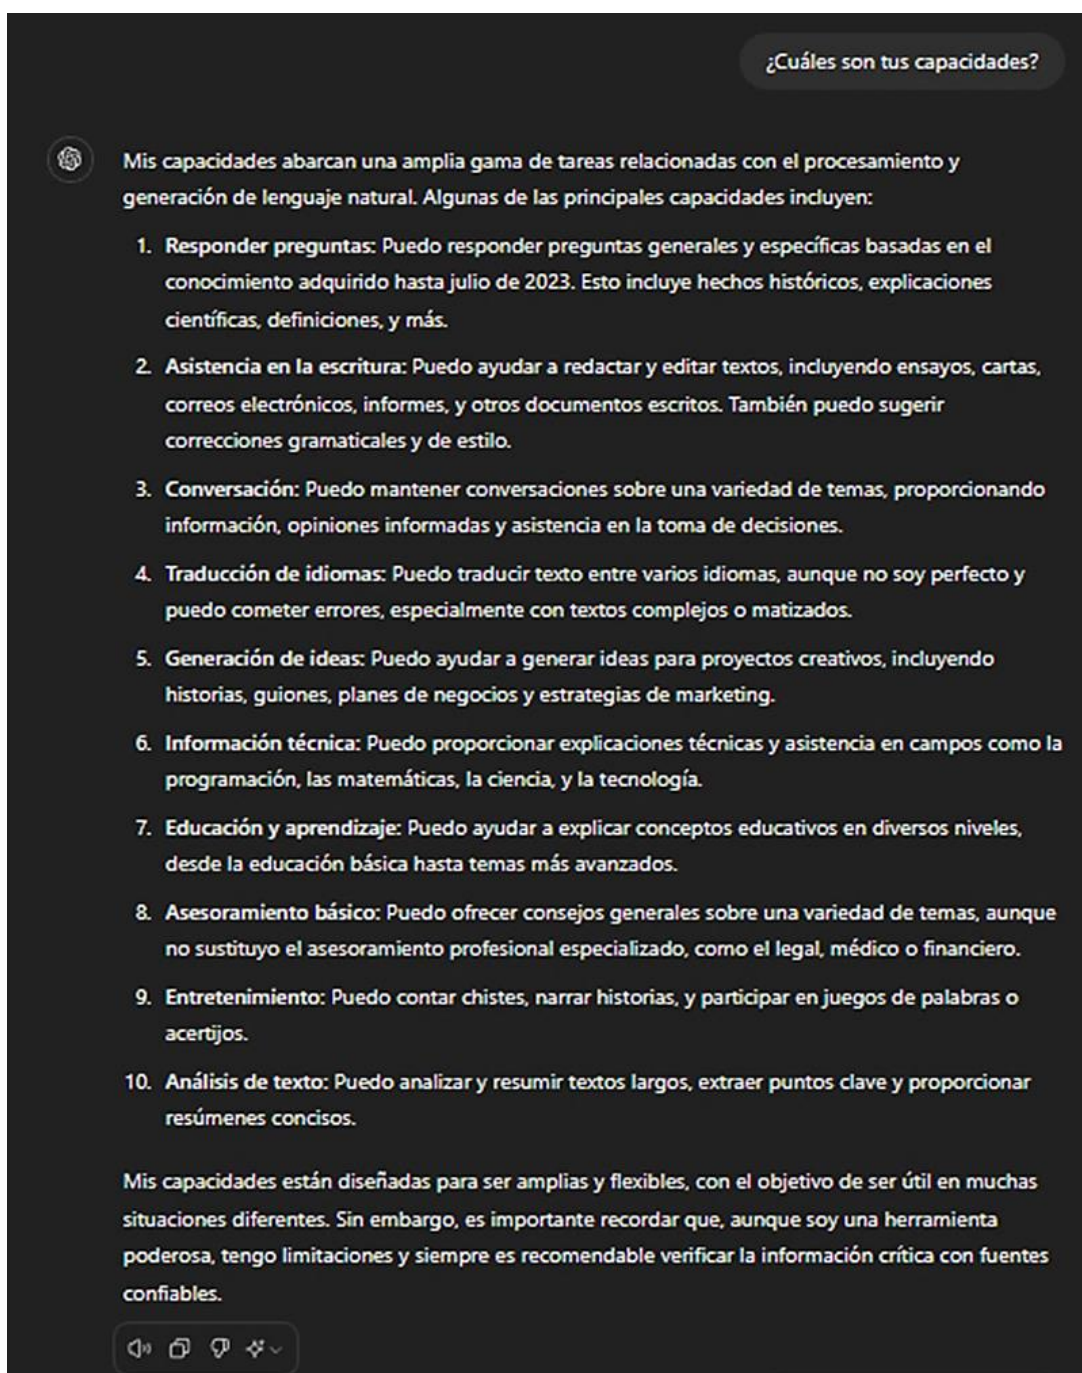 ¿Cuáles son tus capacidades?
Mis capacidades abarcan una amplia gama de tareas relacionadas con el procesamiento y
generación de lenguaje natural. Algunas de las principales capacidades incluyen:
1. Responder preguntas: Puedo responder preguntas generales y específicas basadas en el
conocimiento adquirido hasta julio de 2023. Esto incluye hechos históricos, explicaciones
científicas, definiciones, y más.
2. Asistencia en la escritura: Puedo ayudar a redactar y editar textos, incluyendo ensayos, cartas,
correos electrónicos, informes, y otros documentos escritos. También puedo sugerir
correcciones gramaticales y de estilo.
3. Conversación: Puedo mantener conversaciones sobre una variedad de temas, proporcionando
información, opiniones informadas y asistencia en la toma de decisiones.
4. Traducción de idiomas: Puedo traducir texto entre varios idiomas, aunque no soy perfecto y
puedo cometer errores, especialmente con textos complejos o matizados.
5. Generación de ideas: Puedo ayudar a generar ideas para proyectos creativos, incluyendo
historias, guiones, planes de negocios y estrategias de marketing.
6. Información técnica: Puedo proporcionar explicaciones técnicas y asistencia en campos como la
programación, las matemáticas, la ciencia, y la tecnología.
7. Educación y aprendizaje: Puedo ayudar a explicar conceptos educativos en diversos niveles,
desde la educación básica hasta temas más avanzados.
8. Asesoramiento básico: Puedo ofrecer consejos generales sobre una variedad de temas, aunque
no sustituyo el asesoramiento profesional especializado, como el legal, médico o financiero.
9. Entretenimiento: Puedo contar chistes, narrar historias, y participar en juegos de palabras o
acertijos.
10. Análisis de texto: Puedo analizar y resumir textos largos, extraer puntos clave y proporcionar
resúmenes concisos.
Mis capacidades están diseñadas para ser amplias y flexibles, con el objetivo de ser útil en muchas
situaciones diferentes. Sin embargo, es importante recordar que, aunque soy una herramienta
poderosa, tengo limitaciones y siempre es recomendable verificar la información crítica con fuentes
confiables.